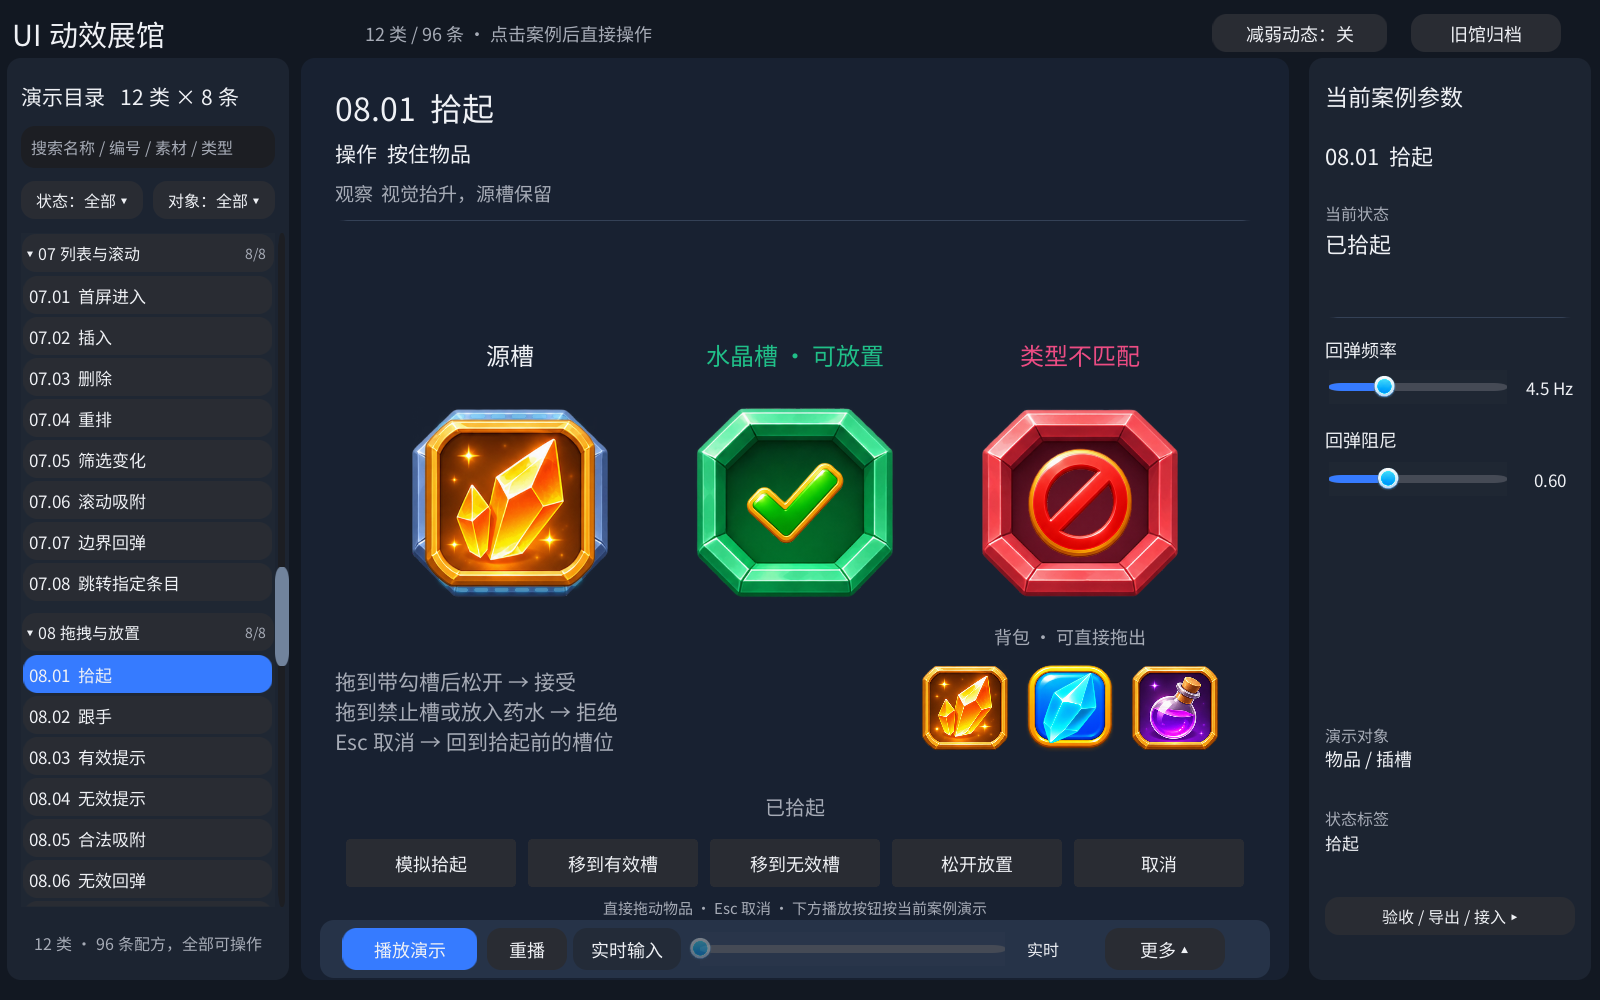 UI 动效展馆
12 类 / 96 条 · 点击案例后直接操作
减弱动态：关
旧馆归档
演示目录 12 类 × 8 条
搜索名称 / 编号 / 素材 / 类型
状态：全部 ▾
对象：全部 ▾
▾ 07 列表与滚动 8/8
07.01 首屏进入
07.02 插入
07.03 删除
07.04 重排
07.05 筛选变化
07.06 滚动吸附
07.07 边界回弹
07.08 跳转指定条目
▾ 08 拖拽与放置 8/8
08.01 拾起
08.02 跟手
08.03 有效提示
08.04 无效提示
08.05 合法吸附
08.06 无效回弹
12 类 · 96 条配方，全部可操作
08.01 拾起
操作 按住物品
观察 视觉抬升，源槽保留
源槽
水晶槽 · 可放置
类型不匹配
背包 · 可直接拖出
拖到带勾槽后松开 → 接受
拖到禁止槽或放入药水 → 拒绝
Esc 取消 → 回到拾起前的槽位
已拾起
模拟拾起
移到有效槽
移到无效槽
松开放置
取消
直接拖动物品 · Esc 取消 · 下方播放按钮按当前案例演示
播放演示
重播
实时输入
实时
更多 ▴
当前案例参数
08.01 拾起
当前状态
已拾起
回弹频率
4.5 Hz
回弹阻尼
0.60
演示对象
物品 / 插槽
状态标签
拾起
验收 / 导出 / 接入 ▸